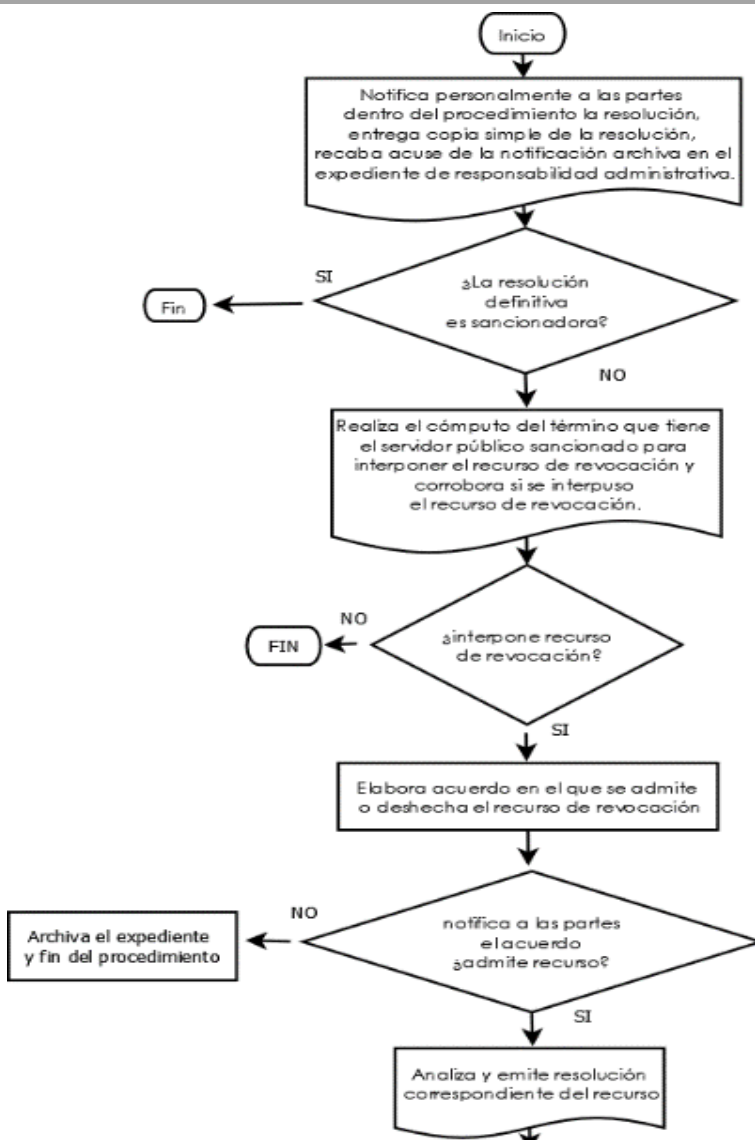 Inicio
Notifica personalmente a las partes
dentro del procedimiento la resolución,
entrega copia simple de la resolución,
recaba acuse de la notificación archiva en el
expediente de responsabilidad administrativa.
SI
¿La resolución
definitiva
es sancionadora?
Fin
NO
Realiza el cómputo del término que tiene
el servidor público sancionado para
interponer el recurso de revocación y
corrobora si se interpuso
el recurso de revocación.
NO
¿interpone recurso
de revocación?
FIN
SI
Elabora acuerdo en el que se admite
o deshecha el recurso de revocación
NO
notifica a las partes
el acuerdo
¿admite recurso?
Archiva el expediente
y fin del procedimiento
SI
Analiza y emite resolución
correspondiente del recurso